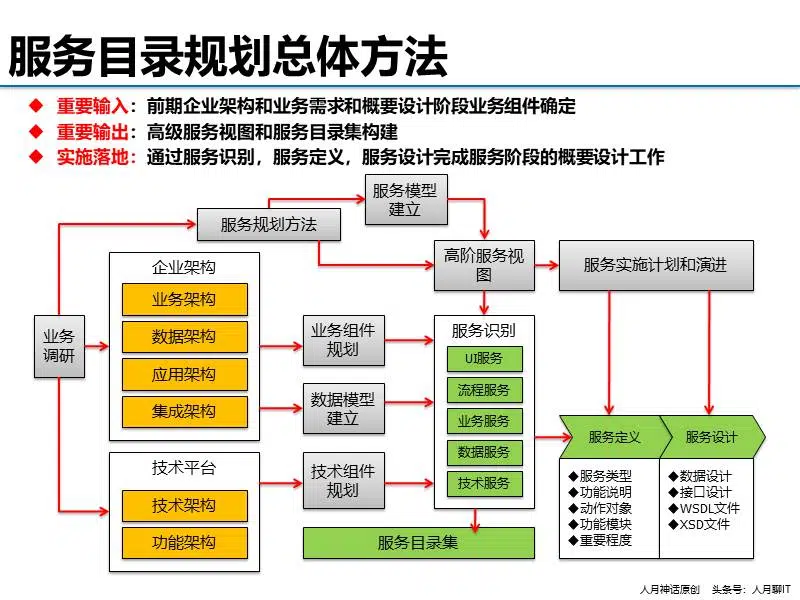 服务目录规划总体方法
◆ 重要输入：前期企业架构和业务需求和概要设计阶段业务组件确定
◆ 重要输出：高级服务视图和服务目录集构建
◆ 实施落地：通过服务识别，服务定义，服务设计完成服务阶段的概要设计工作
服务模型
建立
服务规划方法
高阶服务视
图
服务实施计划和演进
业务
调研
企业架构
业务架构
数据架构
应用架构
集成架构
业务组件
规划
数据模型
建立
技术组件
规划
服务识别
UI服务
流程服务
业务服务
数据服务
技术服务
服务定义
服务设计
◆服务类型
◆功能说明
◆动作对象
◆功能模块
◆重要程度
◆数据设计
◆接口设计
◆WSDL文件
◆XSD文件
技术平台
技术架构
功能架构
服务目录集
人月神话原创 头条号：人月聊IT